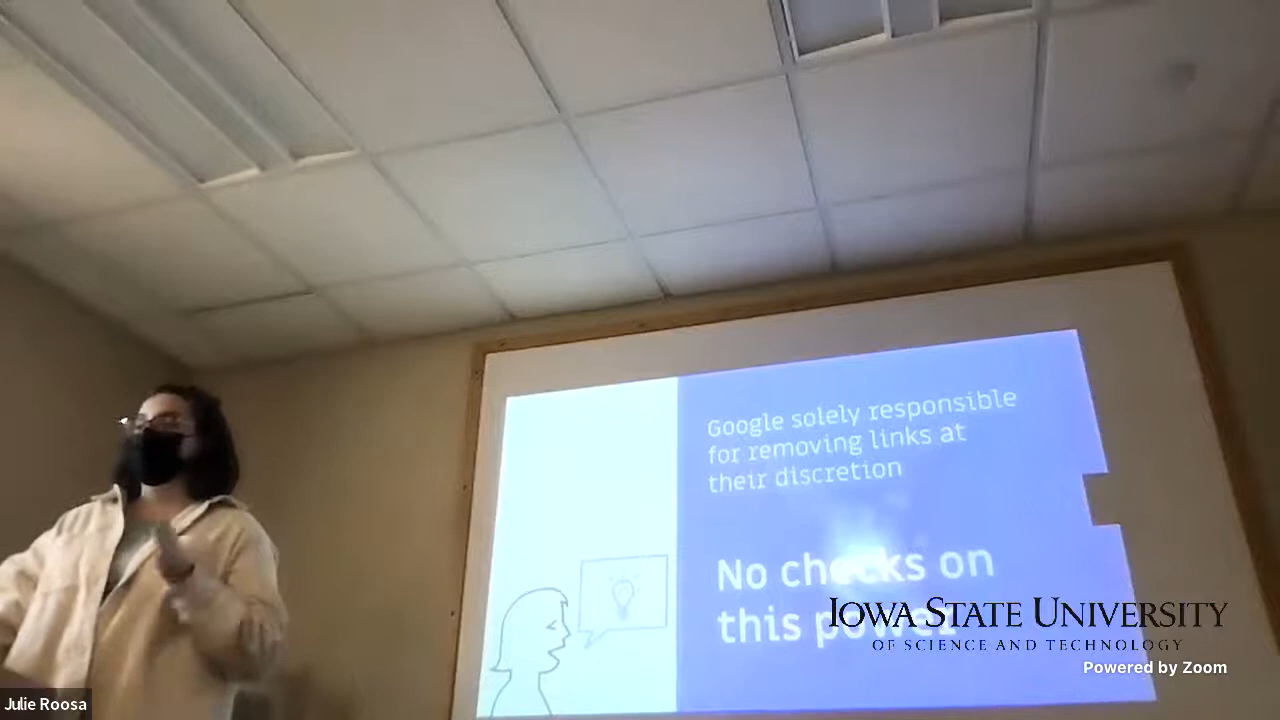 Google solely responsible
for removing links at
their discretion
No checks on
this power
IOWA STATE UNIVERSITY
OF SCIENCE AND TECHNOLOGY
Powered by Zoom
Julie Roosa